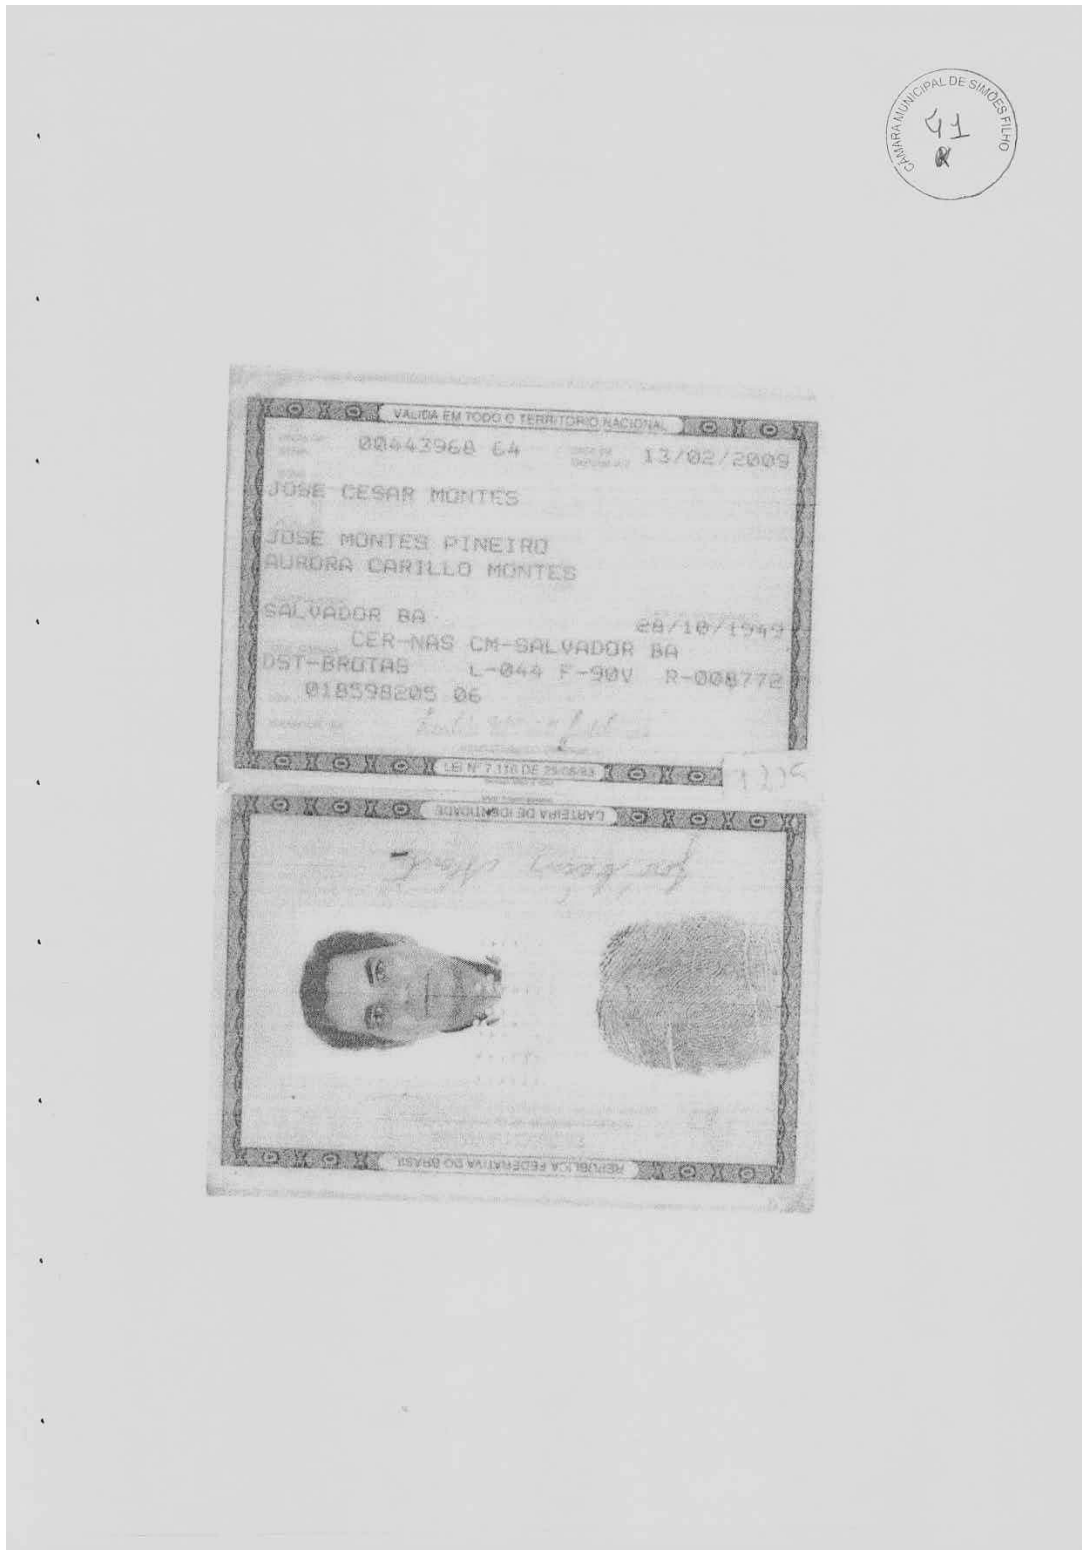 CÂMARA MUNICIPAL DE SIMÕES FILHO
41
VÁLIDA EM TODO O TERRITÓRIO NACIONAL
00443968 64 13/02/2009
JOSE CESAR MONTES
JOSE MONTES PINEIRO
AURORA CARILLO MONTES
SALVADOR BA 28/10/1949
CER-NAS CM-SALVADOR BA
DST-BROTAS L-044 F-90V R-008772
018598205 06
LEI Nº 7.116 DE 29/08/83
CARTEIRA DE IDENTIDADE
REPÚBLICA FEDERATIVA DO BRASIL